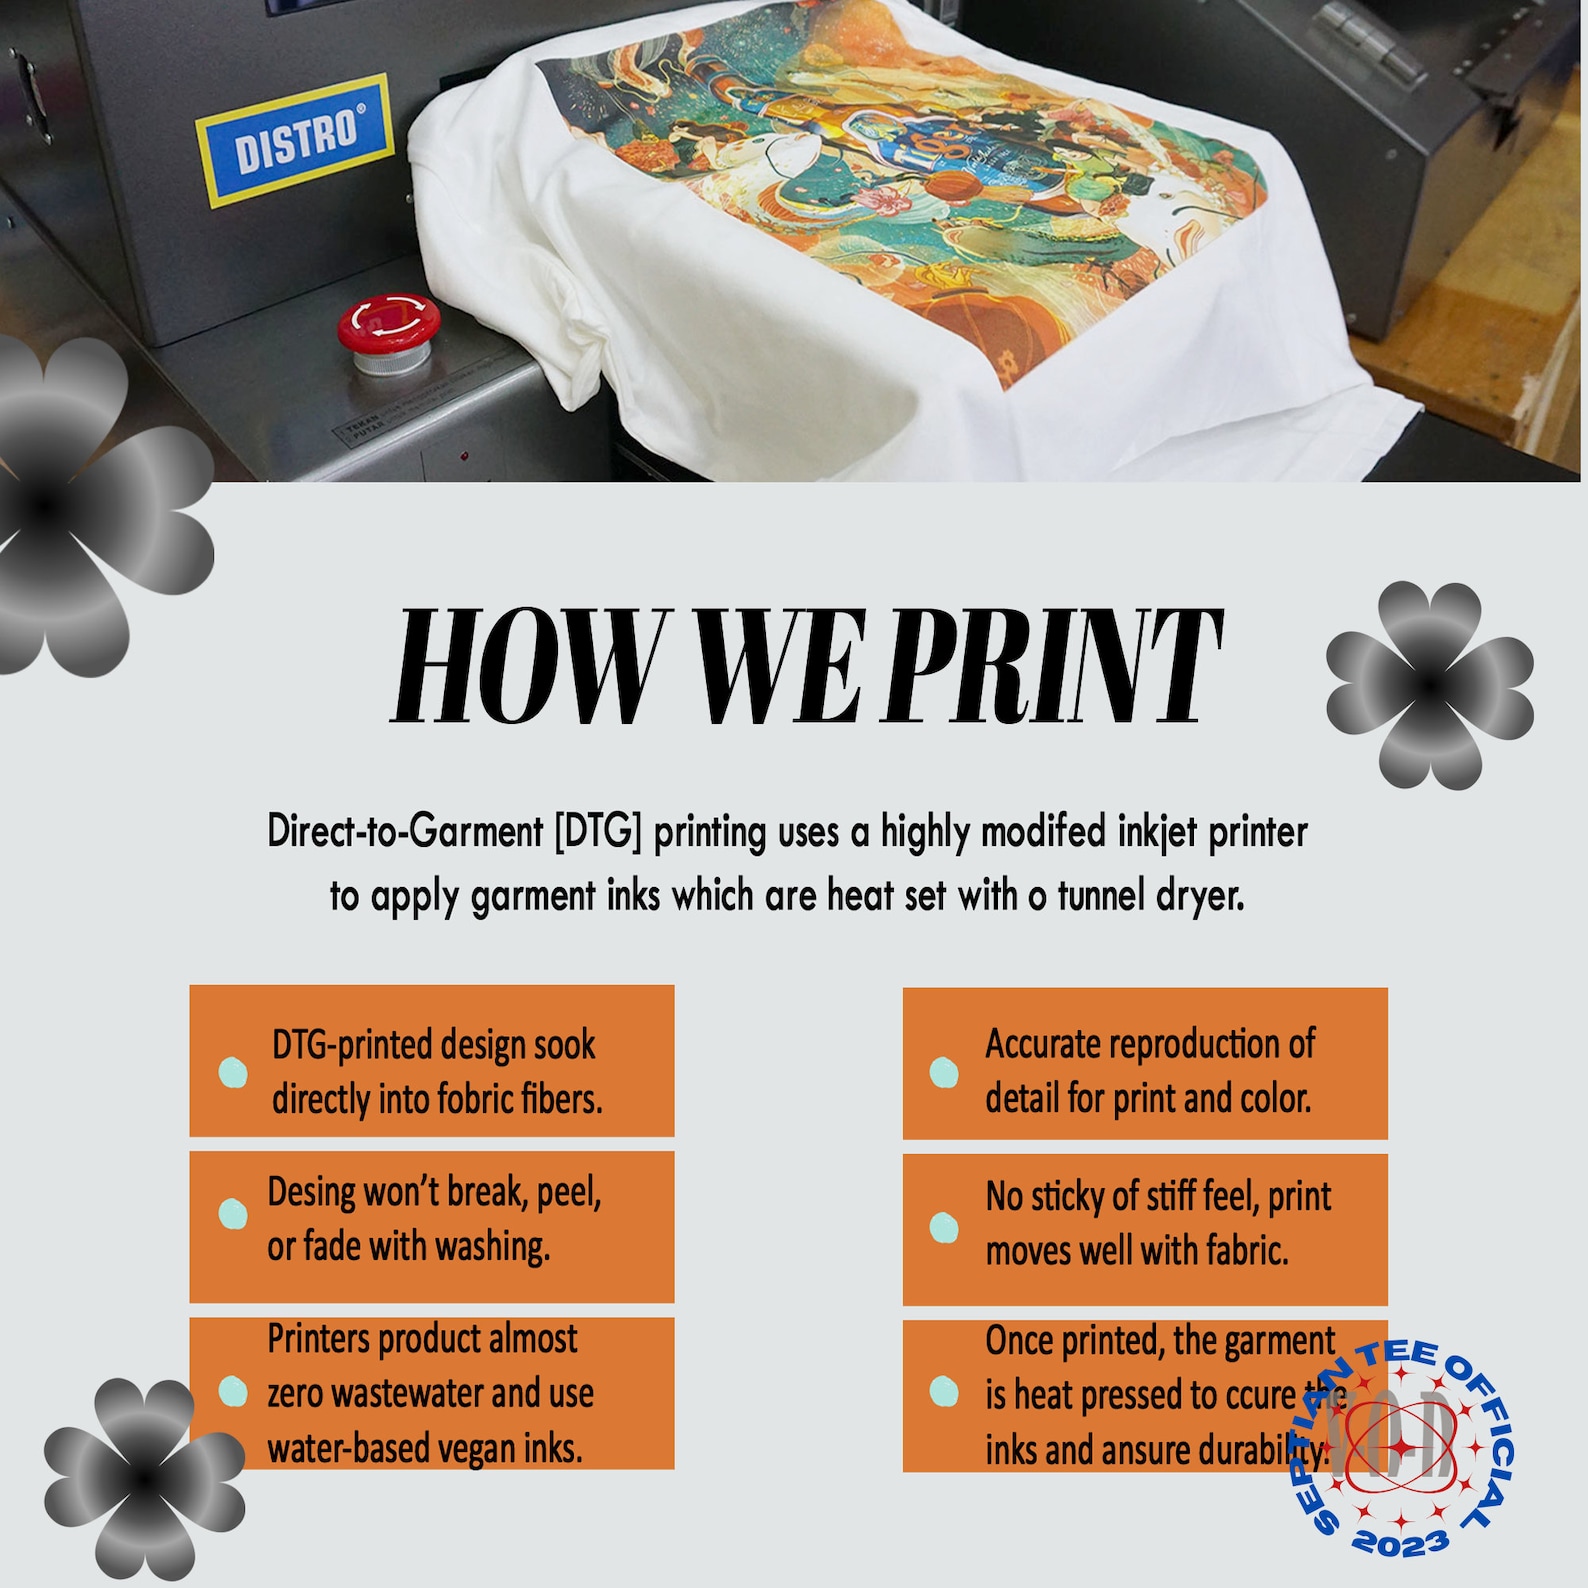 DISTRO®
Tiger
TEKAN
PUTAR
HOW WE PRINT
Direct-to-Garment [DTG] printing uses a highly modifed inkjet printer
to apply garment inks which are heat set with o tunnel dryer.
DTG-printed design sook
directly into fobric fibers.
Desing won't break, peel,
or fade with washing.
Printers product almost
zero wastewater and use
water-based vegan inks.
Accurate reproduction of
detail for print and color.
No sticky of stiff feel, print
moves well with fabric.
Once printed, the garment
is heat pressed to ccure the
inks and ansure durability.
SEPTIAN TEE OFFICIAL
2023